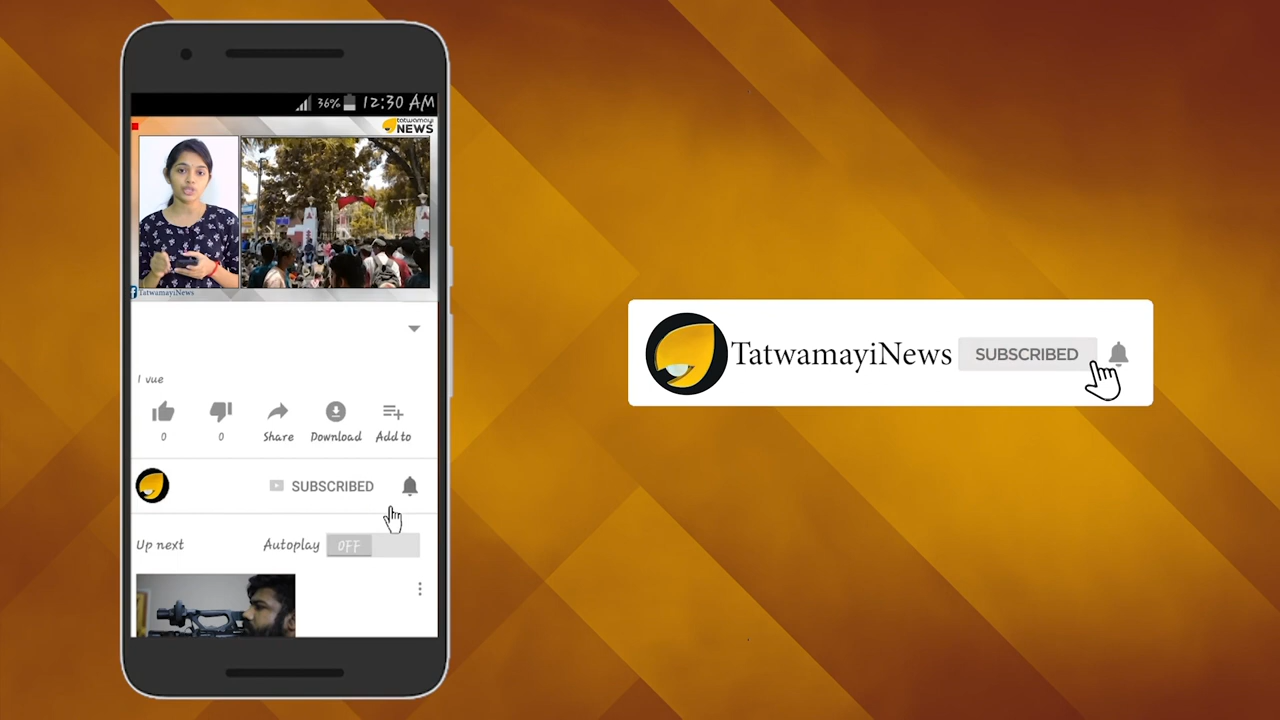 36% 12:30 AM
tatwamayi
NEWS
TatwamayiNews
1 vue
0 0 Share Download Add to
SUBSCRIBED
Up next Autoplay OFF
TatwamayiNews SUBSCRIBED